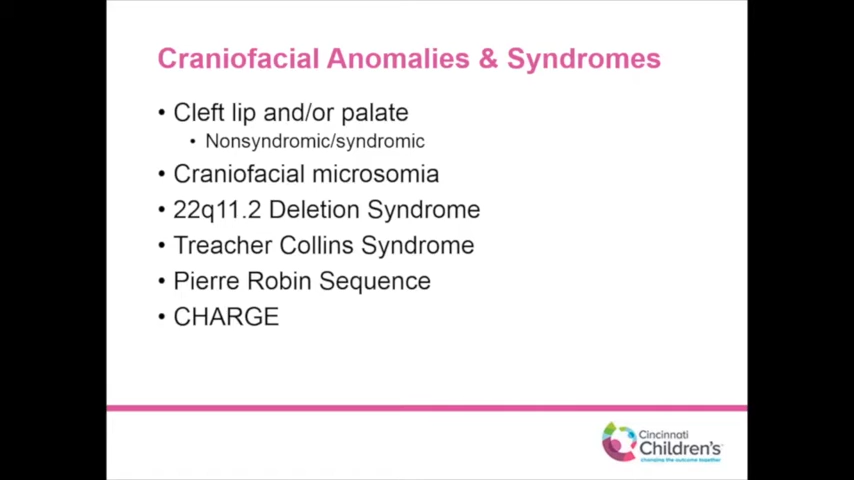 Craniofacial Anomalies & Syndromes
• Cleft lip and/or palate
• Nonsyndromic/syndromic
• Craniofacial microsomia
• 22q11.2 Deletion Syndrome
• Treacher Collins Syndrome
• Pierre Robin Sequence
• CHARGE
Cincinnati
Children's
changing the outcome together